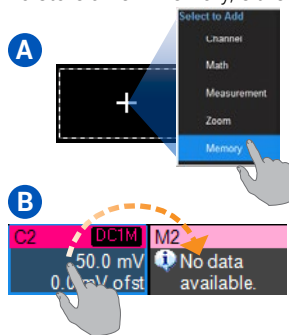 Select to Add
A
Channel
Math
Measurement
Zoom
Memory
B
C2 DC1M M2
50.0 mV No data
0.0 mV ofst available.